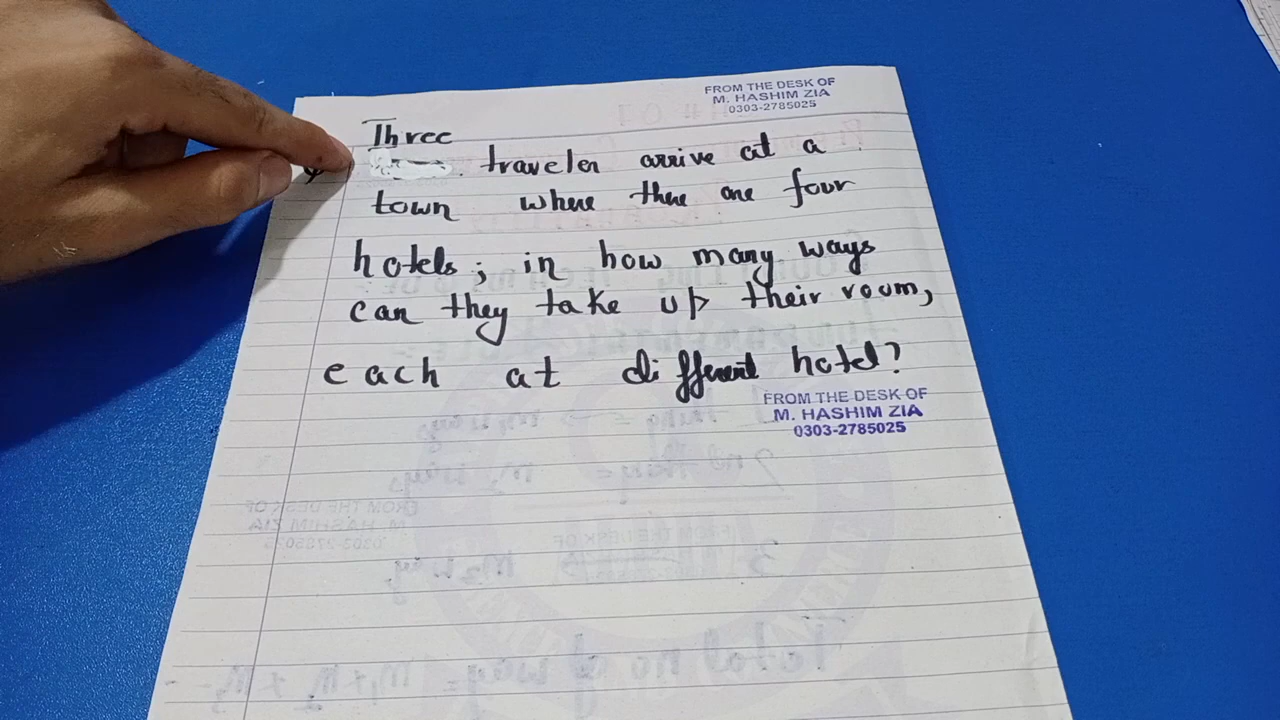 FROM THE DESK OF
M. HASHIM ZIA
0303-2785025
Three
traveler arrive at a
town where there are four
hotels; in how many ways
can they take up their room,
each at different hotel?
FROM THE DESK OF
M. HASHIM ZIA
0303-2785025